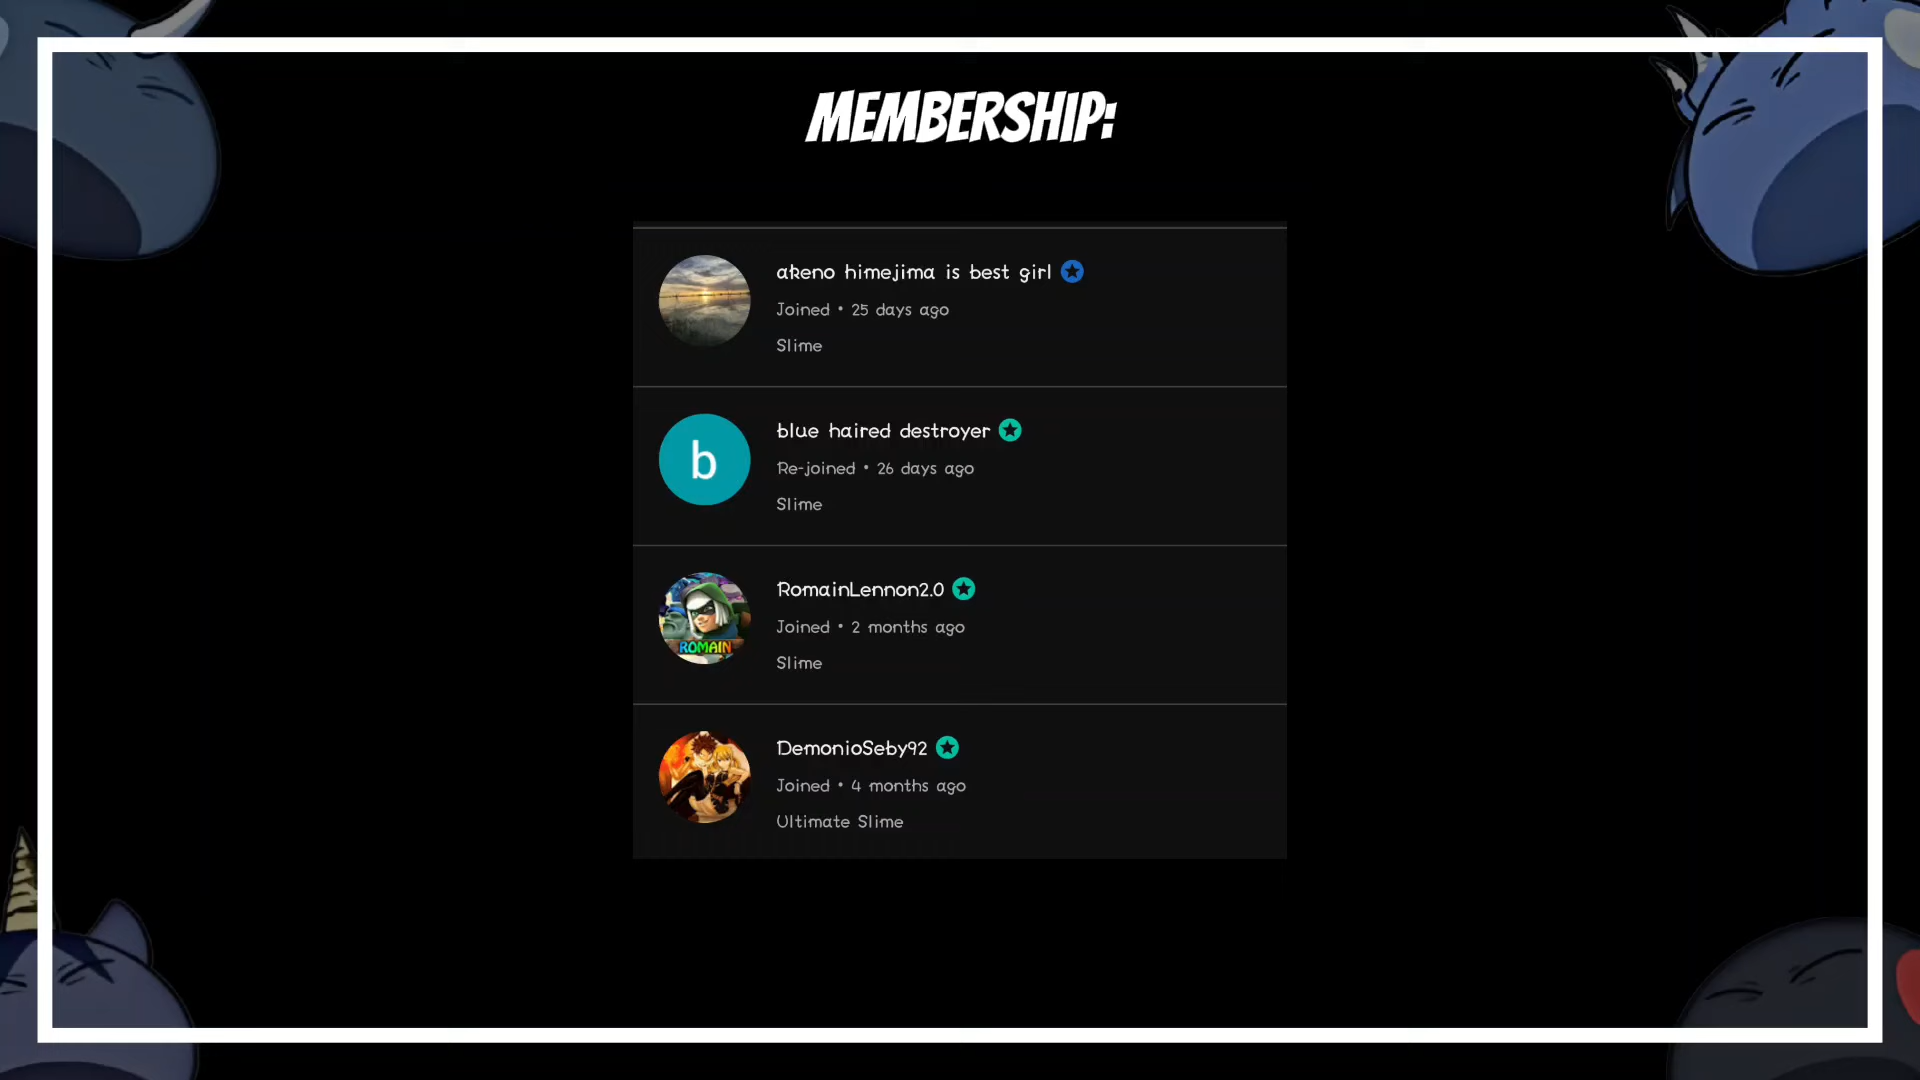 MEMBERSHIP:
akeno himejima is best girl
Joined • 25 days ago
Slime
b
blue haired destroyer
Re-joined • 26 days ago
Slime
RomainLennon2.0
Joined • 2 months ago
ROMAIN
Slime
DemonioSeby92
Joined • 4 months ago
Ultimate Slime